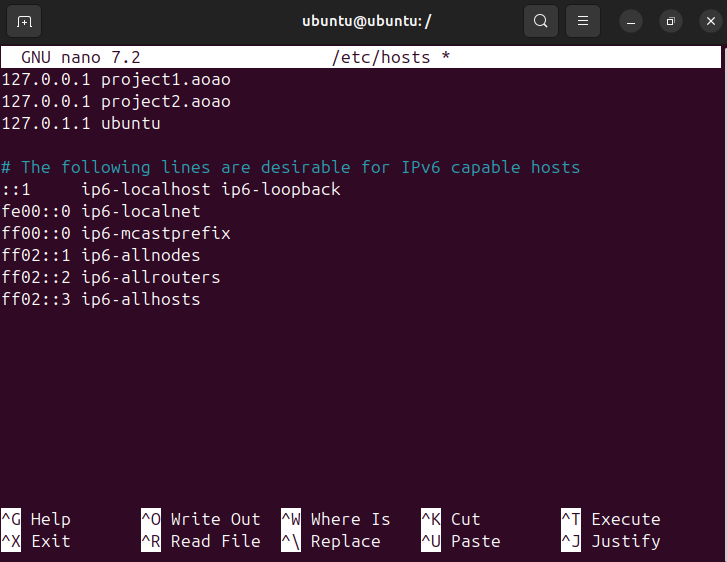 ubuntu@ubuntu: /
GNU nano 7.2 /etc/hosts *
127.0.0.1 project1.aoao
127.0.0.1 project2.aoao
127.0.1.1 ubuntu
# The following lines are desirable for IPv6 capable hosts
::1     ip6-localhost ip6-loopback
fe00::0 ip6-localnet
ff00::0 ip6-mcastprefix
ff02::1 ip6-allnodes
ff02::2 ip6-allrouters
ff02::3 ip6-allhosts
^G Help ^O Write Out ^W Where Is ^K Cut ^T Execute
^X Exit ^R Read File ^\ Replace ^U Paste ^J Justify